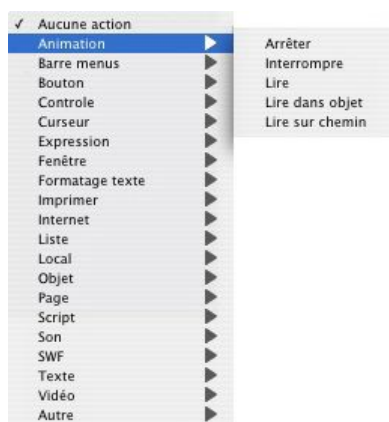 ✓ Aucune action
Animation
Barre menus
Bouton
Controle
Curseur
Expression
Fenêtre
Formatage texte
Imprimer
Internet
Liste
Local
Objet
Page
Script
Son
SWF
Texte
Vidéo
Autre
Arrêter
Interrompre
Lire
Lire dans objet
Lire sur chemin